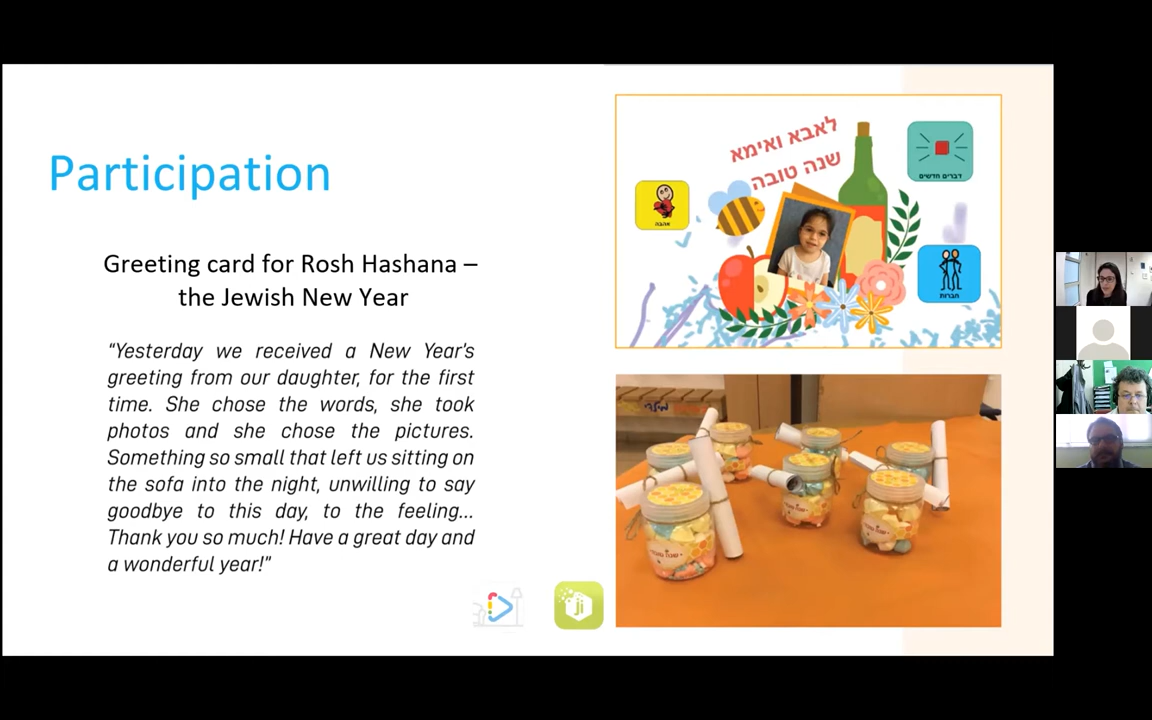 Participation
Greeting card for Rosh Hashana –
the Jewish New Year
"Yesterday we received a New Year's
greeting from our daughter, for the first
time. She chose the words, she took
photos and she chose the pictures.
Something so small that left us sitting on
the sofa into the night, unwilling to say
goodbye to this day, to the feeling...
Thank you so much! Have a great day and
a wonderful year!"
לאבא ואימא
שנה טובה
דברים חדשים
אהבה
חברות
ji